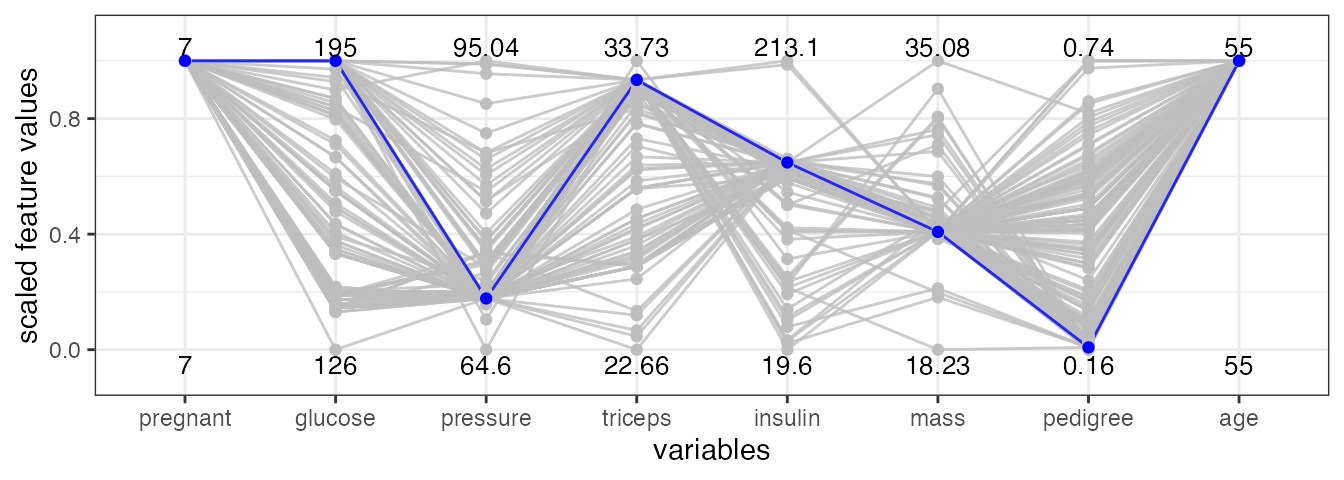 7 195 95.04 33.73 213.1 35.08 0.74 55
0.8
0.4
0.0
7 126 64.6 22.66 19.6 18.23 0.16 55
pregnant glucose pressure triceps insulin mass pedigree age
variables
scaled feature values